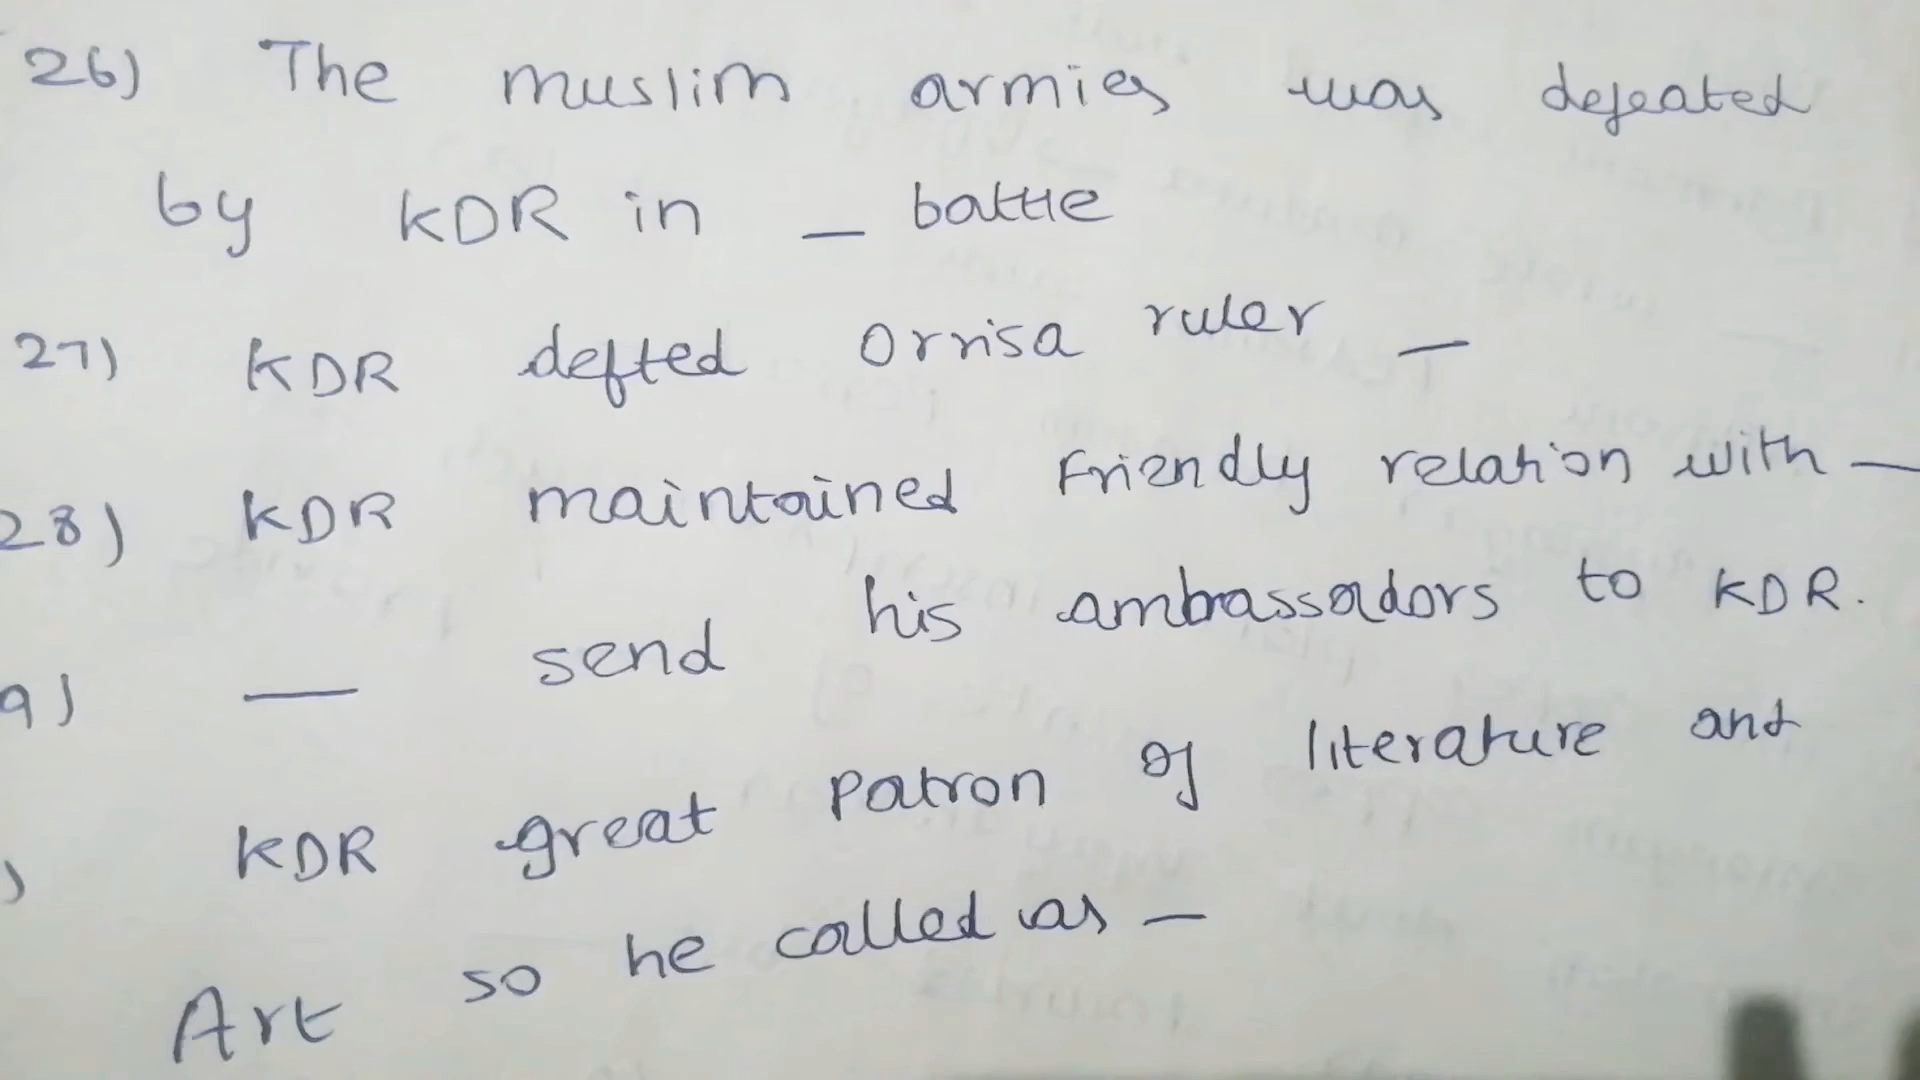 26) The muslim armies was defeated
by KDR in _ battle
27) KDR defted Orrisa ruler _
28) KDR maintained Friendly relation with _
9) _ send his ambrassadors to KDR.
) KDR great Patron of literature and
Art so he called as _